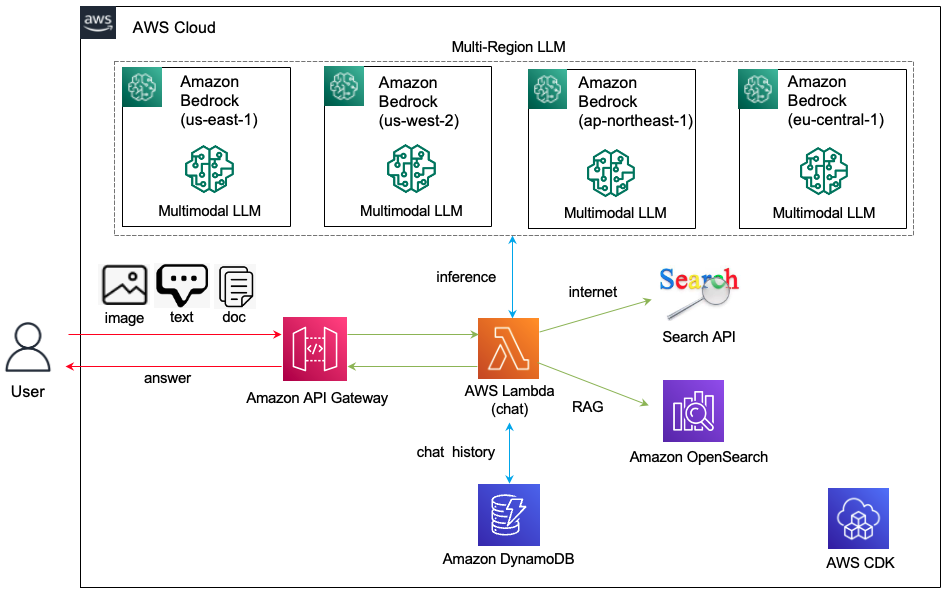 aws
AWS Cloud
Multi-Region LLM
Amazon
Bedrock
(us-east-1)
Multimodal LLM
Amazon
Bedrock
(us-west-2)
Multimodal LLM
Amazon
Bedrock
(ap-northeast-1)
Multimodal LLM
Amazon
Bedrock
(eu-central-1)
Multimodal LLM
inference
image
text
doc
internet
Search
Search API
User
answer
</>
Amazon API Gateway
AWS Lambda
(chat)
RAG
Amazon OpenSearch
chat history
Amazon DynamoDB
AWS CDK